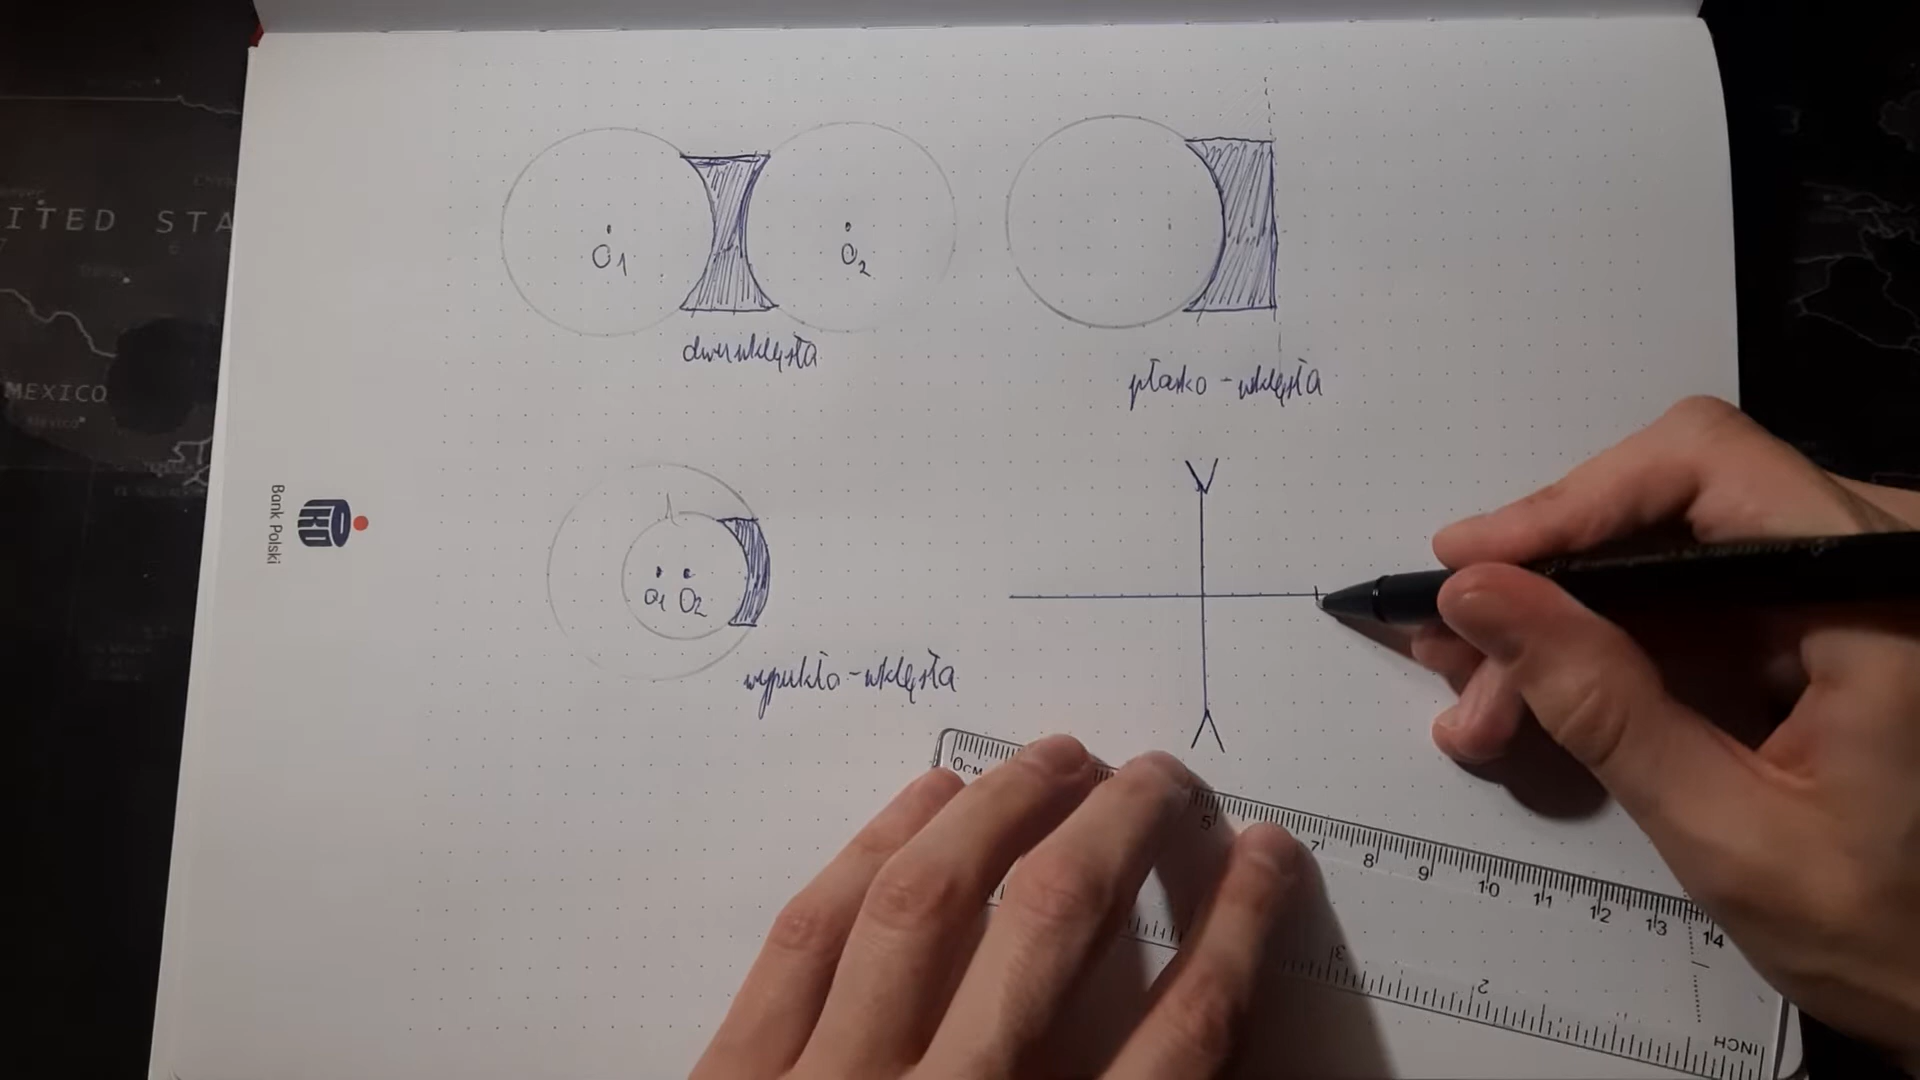 ITED STA
MEXICO
Mexico
Bank Polski
O1
O2
dwuwklęsła
płasko-wklęsła
O1 O2
wypukło-wklęsła
0cm
5
7
8
9
10
11
12
13
14
3
2
INCH